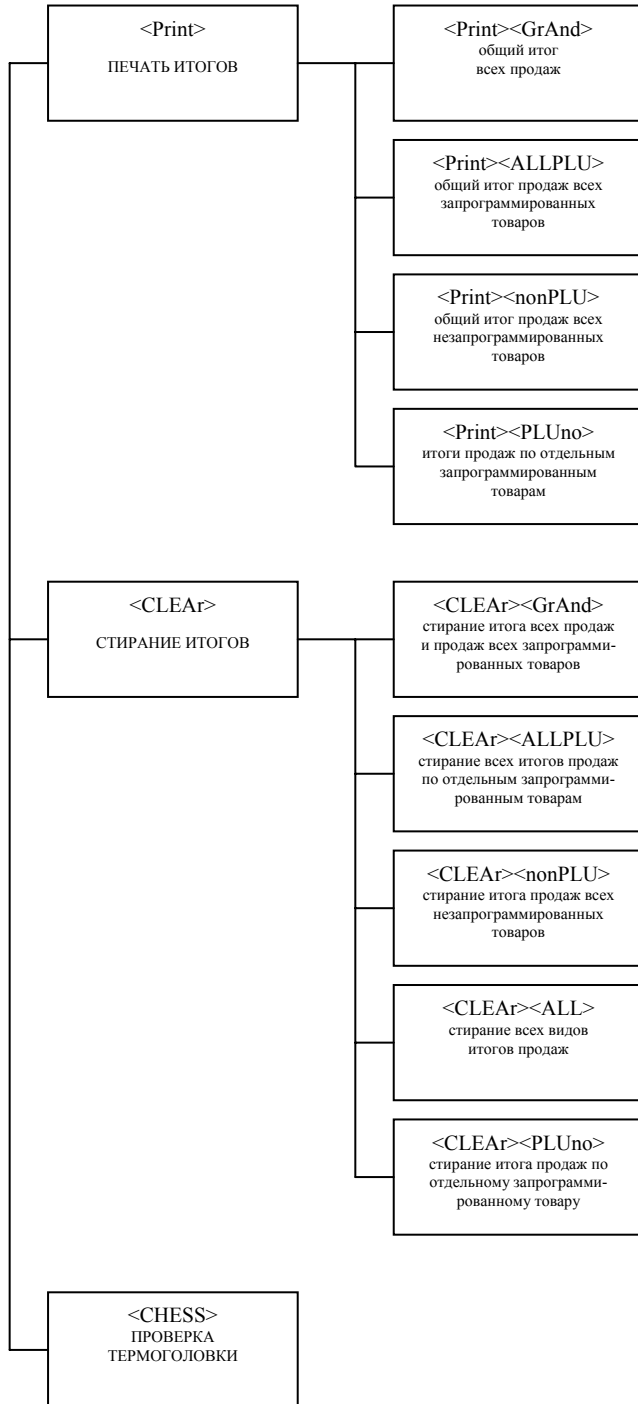 <Print>
ПЕЧАТЬ ИТОГОВ
<Print><GrAnd>
общий итог
всех продаж
<Print><ALLPLU>
общий итог продаж всех
запрограммированных
товаров
<Print><nonPLU>
общий итог продаж всех
незапрограммированных
товаров
<Print><PLUno>
итоги продаж по отдельным
запрограммированным
товарам
<CLEAr>
СТИРАНИЕ ИТОГОВ
<CLEAr><GrAnd>
стирание итога всех продаж
и продаж всех запрограмми-
рованных товаров
<CLEAr><ALLPLU>
стирание всех итогов продаж
по отдельным запрограмми-
рованным товарам
<CLEAr><nonPLU>
стирание итога продаж всех
незапрограммированных
товаров
<CLEAr><ALL>
стирание всех видов
итогов продаж
<CLEAr><PLUno>
стирание итога продаж по
отдельному запрограмми-
рованному товару
<CHESS>
ПРОВЕРКА
ТЕРМОГОЛОВКИ